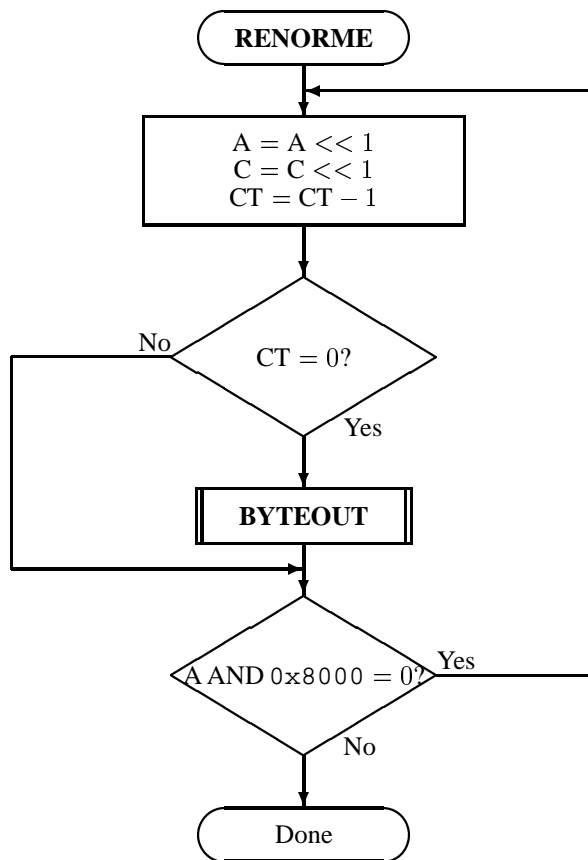 RENORME
A = A << 1
C = C << 1
CT = CT − 1
No
CT = 0?
Yes
BYTEOUT
A AND 0x8000 = 0?
Yes
No
Done